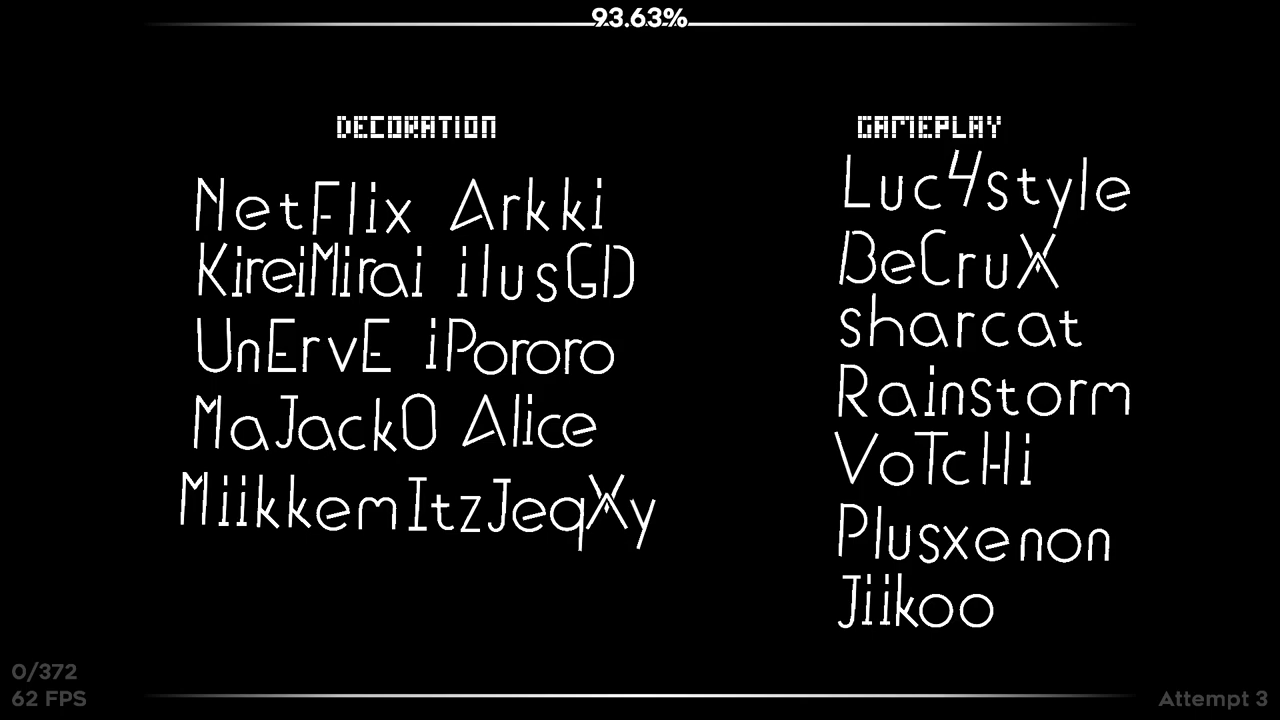 93.63%
DECORATION
NetFlix Arkki
KireiMirai ilusGD
UnErvE iPororo
MaJackO Alice
MiikkemItzJeqXy
GAMEPLAY
Luc4style
BeCruX
sharcat
Rainstorm
VoTcHi
Plusxenon
Jiikoo
0/372
62 FPS
Attempt 3